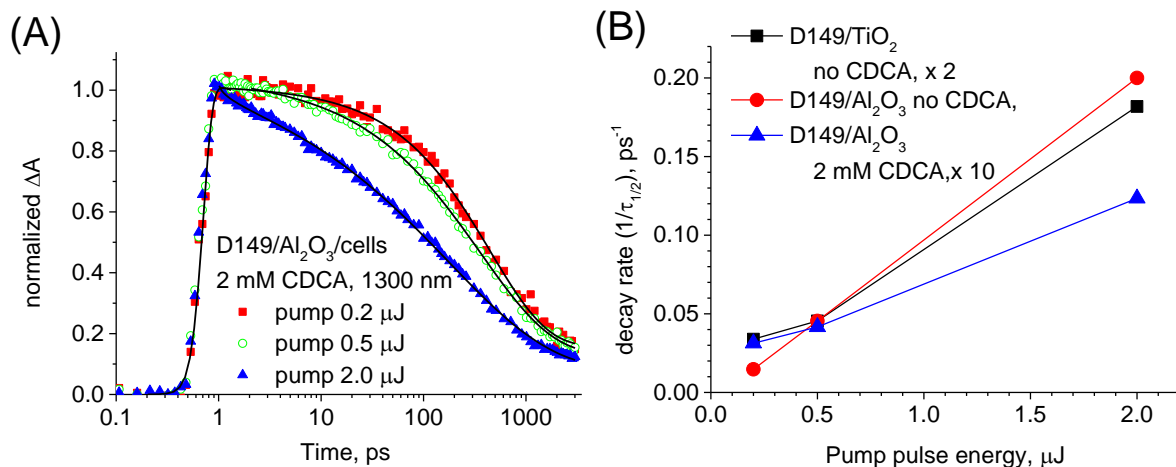 (A)
normalized ΔA
1.0
0.8
0.6
0.4
0.2
0.0
D149/Al₂O₃/cells
2 mM CDCA, 1300 nm
pump 0.2 μJ
pump 0.5 μJ
pump 2.0 μJ
0.1 1 10 100 1000
Time, ps
(B)
decay rate (1/τ₁/₂), ps⁻¹
0.20
0.15
0.10
0.05
0.00
D149/TiO₂
no CDCA, x 2
D149/Al₂O₃ no CDCA,
D149/Al₂O₃
2 mM CDCA,x 10
0.0 0.5 1.0 1.5 2.0
Pump pulse energy, μJ